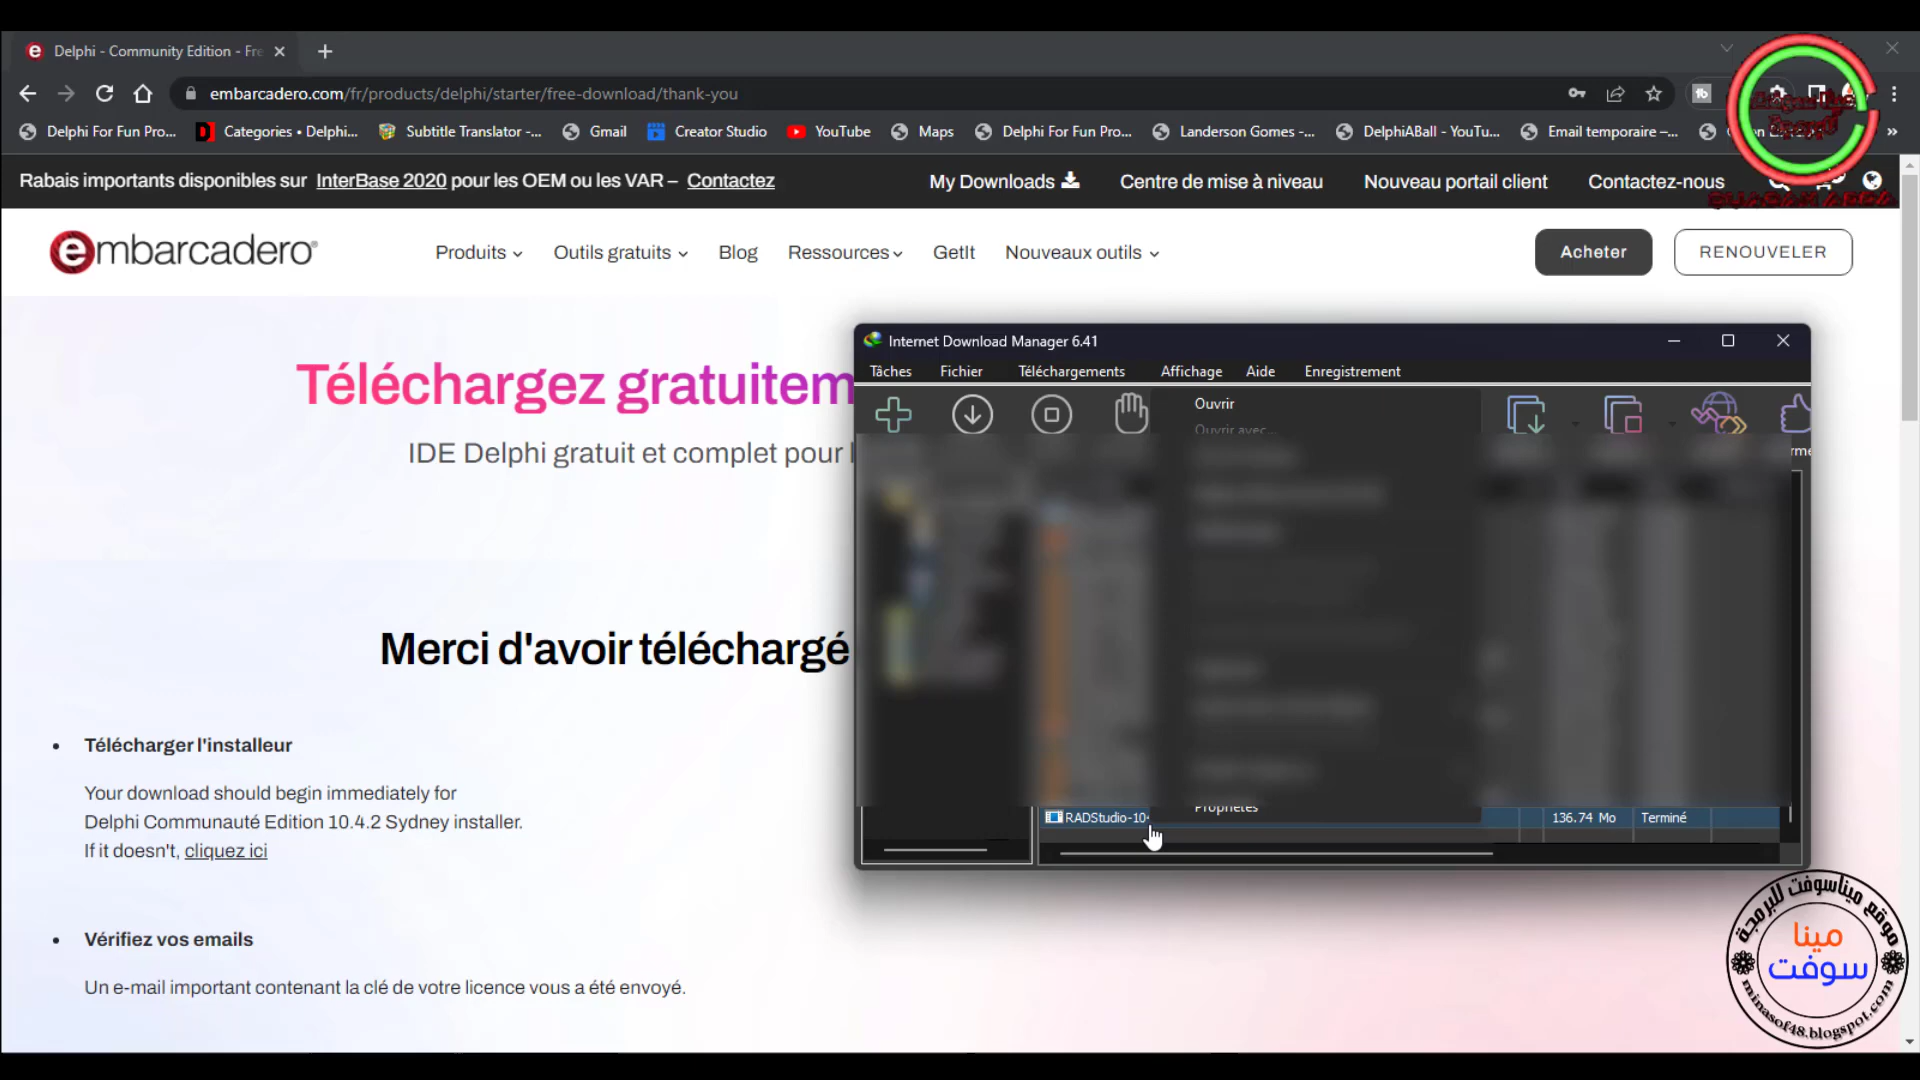 Delphi - Community Edition - Fre
embarcadero.com/fr/products/delphi/starter/free-download/thank-you
Delphi For Fun Pro...
Categories • Delphi...
Subtitle Translator -...
Gmail
Creator Studio
YouTube
Maps
Delphi For Fun Pro...
Landerson Gomes -...
DelphiABall - YouTu...
Email temporaire –...
Rabais importants disponibles sur InterBase 2020 pour les OEM ou les VAR – Contactez
My Downloads
Centre de mise à niveau
Nouveau portail client
Contactez-nous
embarcadero®
Produits
Outils gratuits
Blog
Ressources
GetIt
Nouveaux outils
Acheter
RENOUVELER
Téléchargez gratuitem
IDE Delphi gratuit et complet pour l
Merci d'avoir téléchargé
• Télécharger l'installeur
Your download should begin immediately for
Delphi Communauté Edition 10.4.2 Sydney installer.
If it doesn't, cliquez ici
• Vérifiez vos emails
Un e-mail important contenant la clé de votre licence vous a été envoyé.
Internet Download Manager 6.41
Tâches
Fichier
Téléchargements
Affichage
Aide
Enregistrement
Ouvrir
Ouvrir avec...
Propriétés
RADStudio-10-
136.74 Mo
Terminé
موقع ميناسوفت للبرمجة
مينا
سوفت
minasof48.blogspot.com